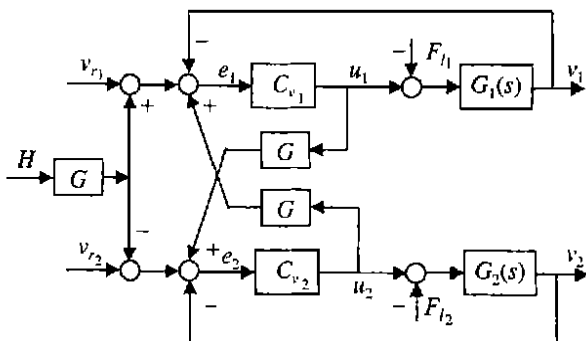 −
v_{r_1} e_1 C_{v_1} u_1 − F_{l_1} G_1(s) v_1
+ +
G
H G
G
− +
v_{r_2} e_2 C_{v_2} u_2 − F_{l_2} G_2(s) v_2
−